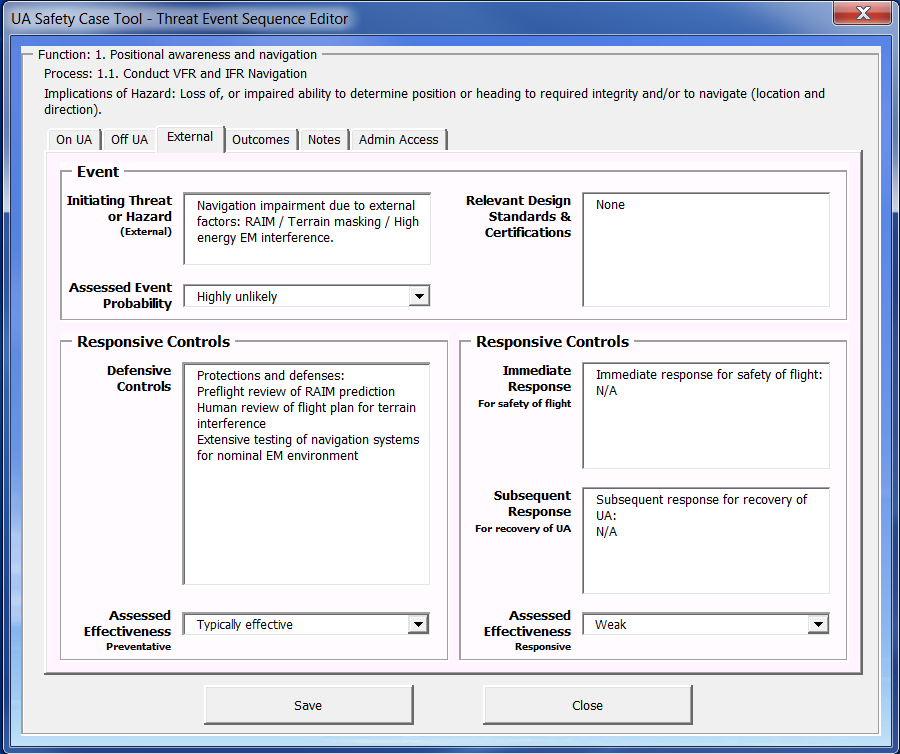 UA Safety Case Tool - Threat Event Sequence Editor
Function: 1. Positional awareness and navigation
Process: 1.1. Conduct VFR and IFR Navigation
Implications of Hazard: Loss of, or impaired ability to determine position or heading to required integrity and/or to navigate (location and
direction).
On UA
Off UA
External
Outcomes
Notes
Admin Access
Event
Initiating Threat
or Hazard
(External)
Navigation impairment due to external
factors: RAIM / Terrain masking / High
energy EM interference.
Relevant Design
Standards &
Certifications
None
Assessed Event
Probability
Highly unlikely
Responsive Controls
Defensive
Controls
Protections and defenses:
Preflight review of RAIM prediction
Human review of flight plan for terrain
interference
Extensive testing of navigation systems
for nominal EM environment
Assessed
Effectiveness
Preventative
Typically effective
Responsive Controls
Immediate
Response
For safety of flight
Immediate response for safety of flight:
N/A
Subsequent
Response
For recovery of UA
Subsequent response for recovery of
UA:
N/A
Assessed
Effectiveness
Responsive
Weak
Save
Close